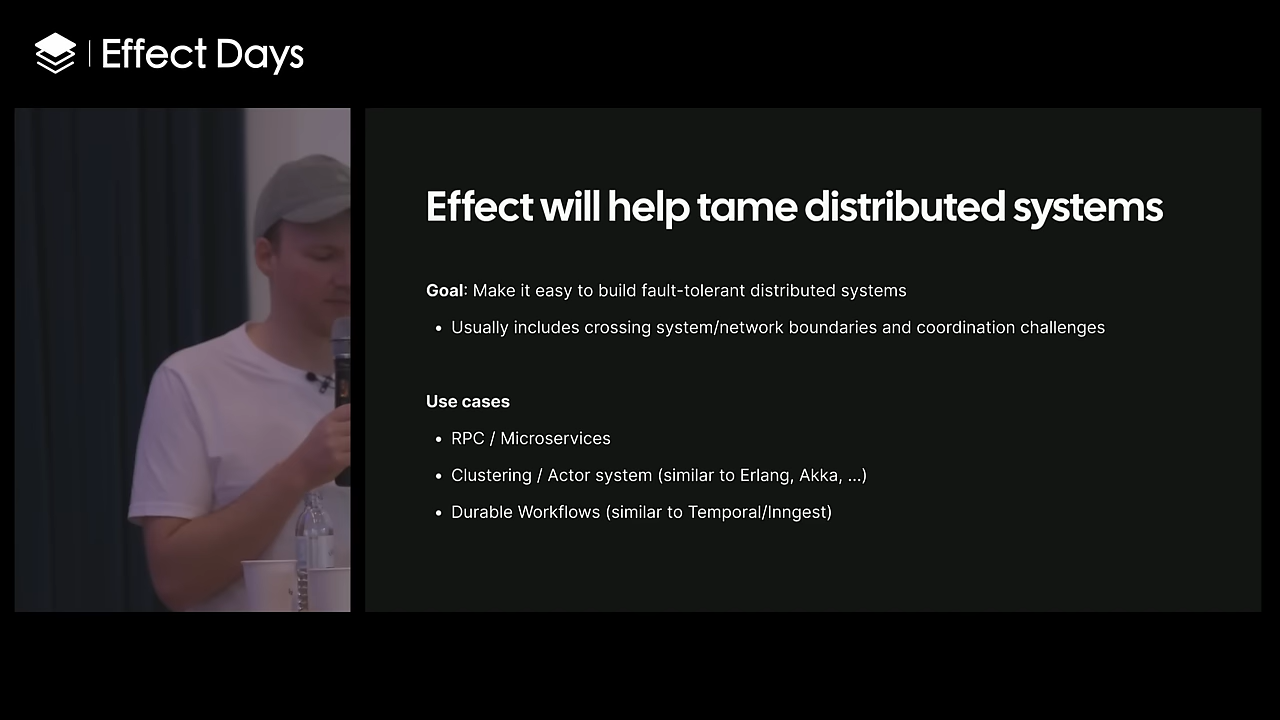 Effect Days
Effect will help tame distributed systems
Goal: Make it easy to build fault-tolerant distributed systems
• Usually includes crossing system/network boundaries and coordination challenges
Use cases
• RPC / Microservices
• Clustering / Actor system (similar to Erlang, Akka, ...)
• Durable Workflows (similar to Temporal/Inngest)